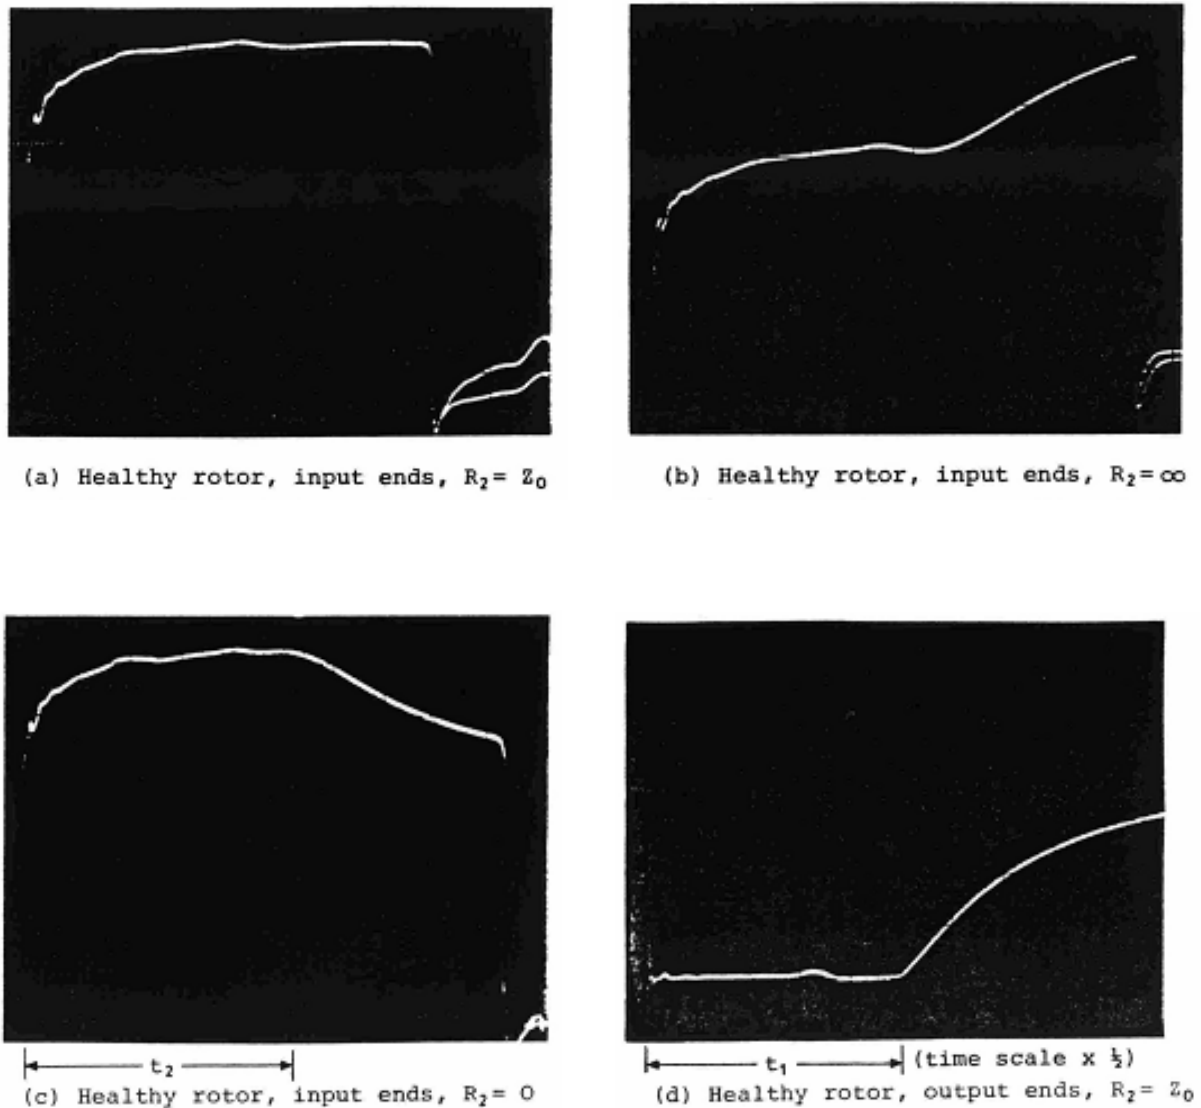 (a) Healthy rotor, input ends, R₂= Z₀
(b) Healthy rotor, input ends, R₂=∞
t₂
(c) Healthy rotor, input ends, R₂= 0
t₁
(time scale x ½)
(d) Healthy rotor, output ends, R₂= Z₀